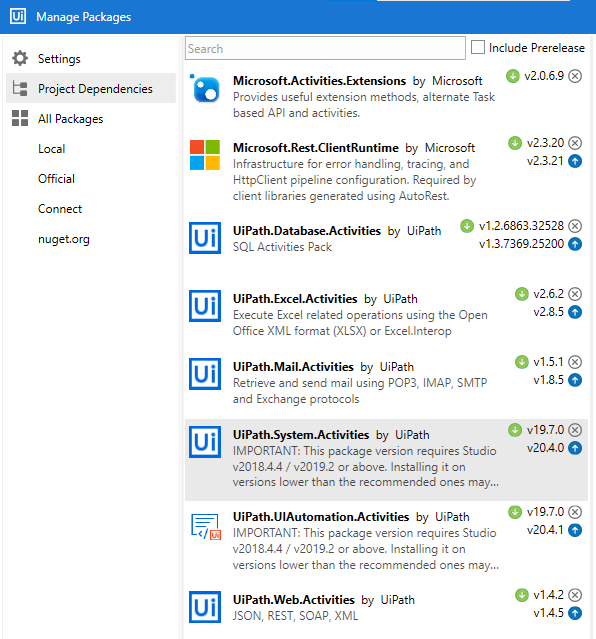 Ui Manage Packages
Settings
Project Dependencies
All Packages
Local
Official
Connect
nuget.org
Search
Include Prerelease
Microsoft.Activities.Extensions by Microsoft
v2.0.6.9
Provides useful extension methods, alternate Task
based API and activities.
Microsoft.Rest.ClientRuntime by Microsoft
v2.3.20
Infrastructure for error handling, tracing, and
v2.3.21
HttpClient pipeline configuration. Required by
client libraries generated using AutoRest.
Ui
UiPath.Database.Activities by UiPath
v1.2.6863.32528
SQL Activities Pack
v1.3.7369.25200
Ui
UiPath.Excel.Activities by UiPath
v2.6.2
Execute Excel related operations using the Open
v2.8.5
Office XML format (XLSX) or Excel.Interop
Ui
UiPath.Mail.Activities by UiPath
v1.5.1
Retrieve and send mail using POP3, IMAP, SMTP
v1.8.5
and Exchange protocols
Ui
UiPath.System.Activities by UiPath
v19.7.0
IMPORTANT: This package version requires Studio
v20.4.0
v2018.4.4 / v2019.2 or above. Installing it on
versions lower than the recommended ones may...
Ui
UiPath.UIAutomation.Activities by UiPath
v19.7.0
IMPORTANT: This package version requires Studio
v20.4.1
v2018.4.4 / v2019.2 or above. Installing it on
versions lower than the recommended ones may...
Ui
UiPath.Web.Activities by UiPath
v1.4.2
JSON, REST, SOAP, XML
v1.4.5